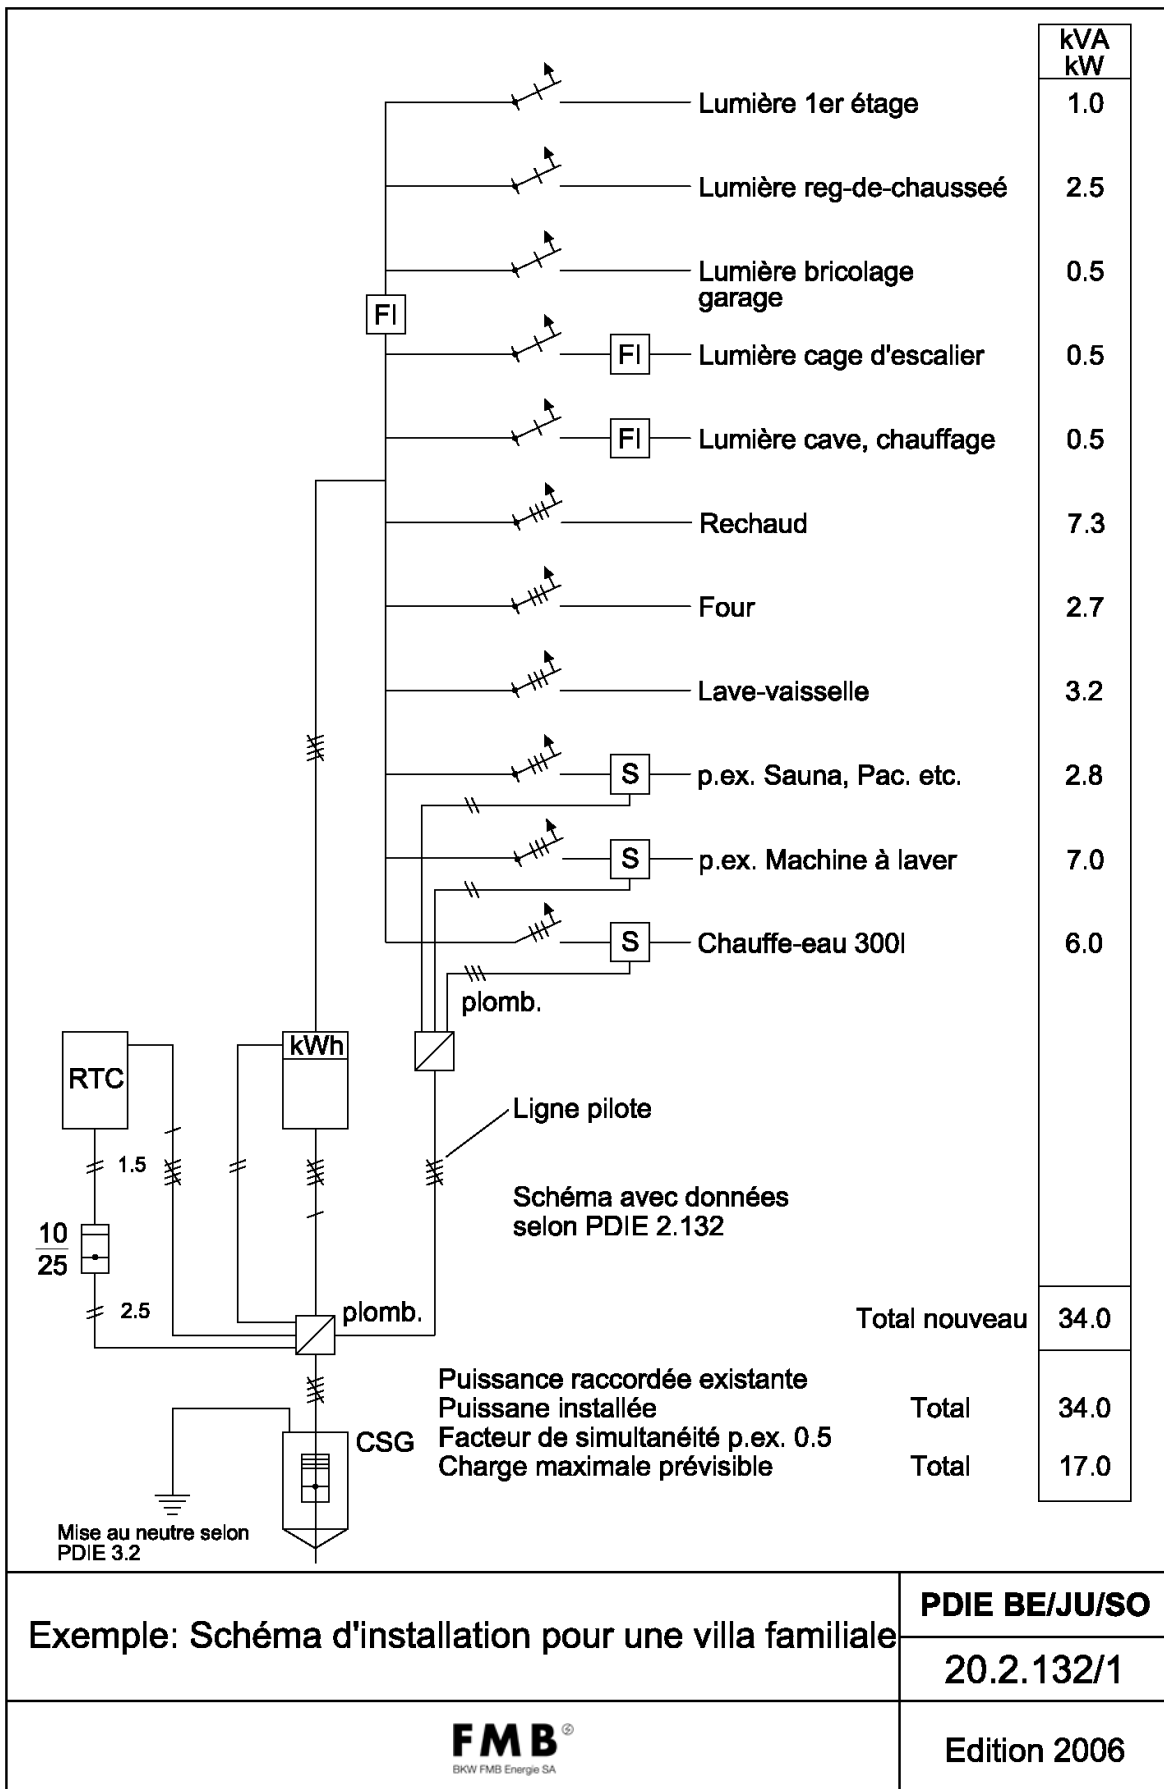 kVA
kW
Lumière 1er étage 1.0
Lumière reg-de-chausseé 2.5
Lumière bricolage 0.5
garage
FI
FI Lumière cage d'escalier 0.5
FI Lumière cave, chauffage 0.5
Rechaud 7.3
Four 2.7
Lave-vaisselle 3.2
S p.ex. Sauna, Pac. etc. 2.8
S p.ex. Machine à laver 7.0
S Chauffe-eau 300l 6.0
plomb.
kWh
RTC
Ligne pilote
1.5
Schéma avec données
selon PDIE 2.132
10
25
2.5
plomb.
Total nouveau 34.0
Puissance raccordée existante
Puissane installée Total 34.0
CSG
Facteur de simultanéité p.ex. 0.5
Charge maximale prévisible Total 17.0
Mise au neutre selon
PDIE 3.2
Exemple: Schéma d'installation pour une villa familiale
PDIE BE/JU/SO
20.2.132/1
FMB
BKW FMB Energie SA
Edition 2006